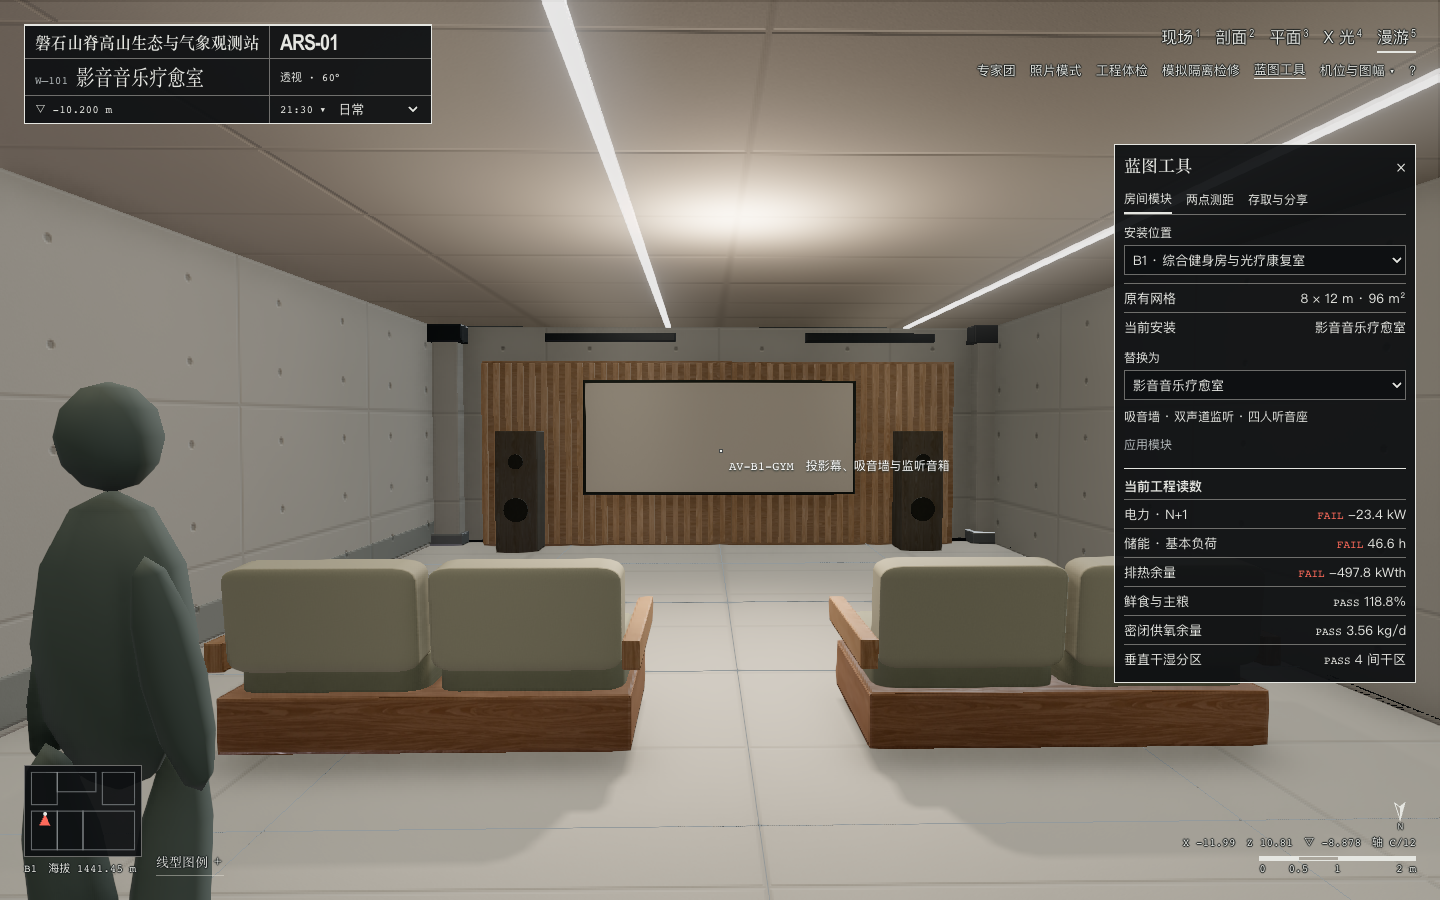 磐石山脊高山生态与气象观测站 ARS-01
W-101 影音音乐疗愈室 透视 · 60°
▽ -10.200 m 21:30 ▾ 日常
现场1 剖面2 平面3 X 光4 漫游5
专家团 照片模式 工程体检 模拟隔离检修 蓝图工具 机位与图幅 ▾ ?
蓝图工具 ×
房间模块 两点测距 存取与分享
安装位置
B1 · 综合健身房与光疗康复室
原有网格 8 × 12 m · 96 m²
当前安装 影音音乐疗愈室
替换为
影音音乐疗愈室
吸音墙 · 双声道监听 · 四人听音座
应用模块
当前工程读数
电力 · N+1 FAIL −23.4 kW
储能 · 基本负荷 FAIL 46.6 h
排热余量 FAIL −497.8 kWth
鲜食与主粮 PASS 118.8%
密闭供氧余量 PASS 3.56 kg/d
垂直干湿分区 PASS 4 间干区
AV-B1-GYM 投影幕、吸音墙与监听音箱
B1 海拔 1441.45 m
线型图例 +
N
X -11.99 Z 10.81 ▽ -8.878 轴 C/12
0 0.5 1 2 m